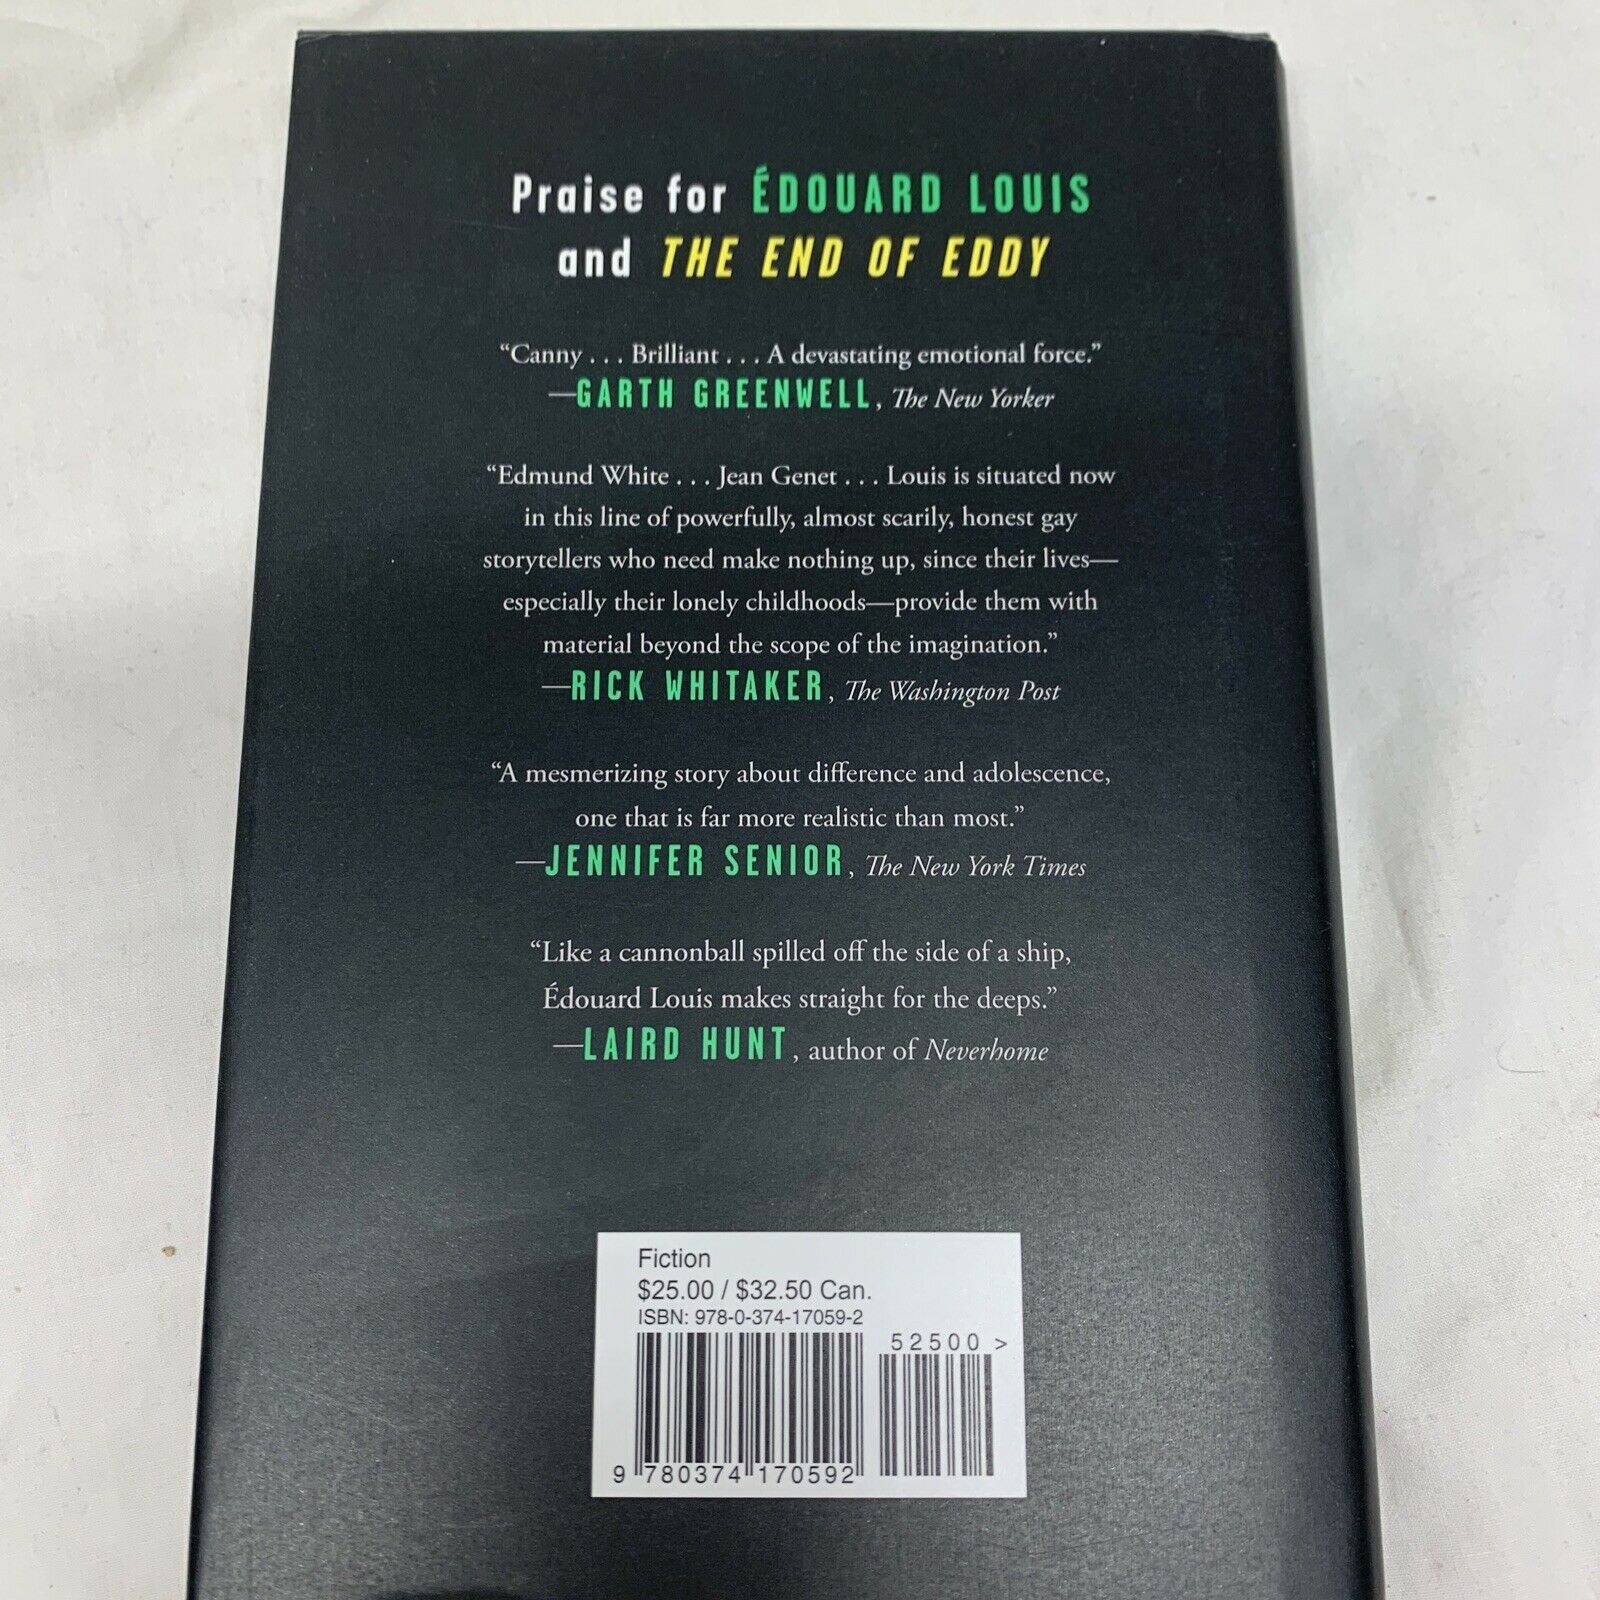 Praise for ÉDOUARD LOUIS
and THE END OF EDDY
“Canny . . . Brilliant . . . A devastating emotional force.”
—GARTH GREENWELL, The New Yorker
“Edmund White . . . Jean Genet . . . Louis is situated now
in this line of powerfully, almost scarily, honest gay
storytellers who need make nothing up, since their lives—
especially their lonely childhoods—provide them with
material beyond the scope of the imagination.”
—RICK WHITAKER, The Washington Post
“A mesmerizing story about difference and adolescence,
one that is far more realistic than most.”
—JENNIFER SENIOR, The New York Times
“Like a cannonball spilled off the side of a ship,
Édouard Louis makes straight for the deeps.”
—LAIRD HUNT, author of Neverhome
Fiction
$25.00 / $32.50 Can.
ISBN: 978-0-374-17059-2
52500 >
9 780374 170592